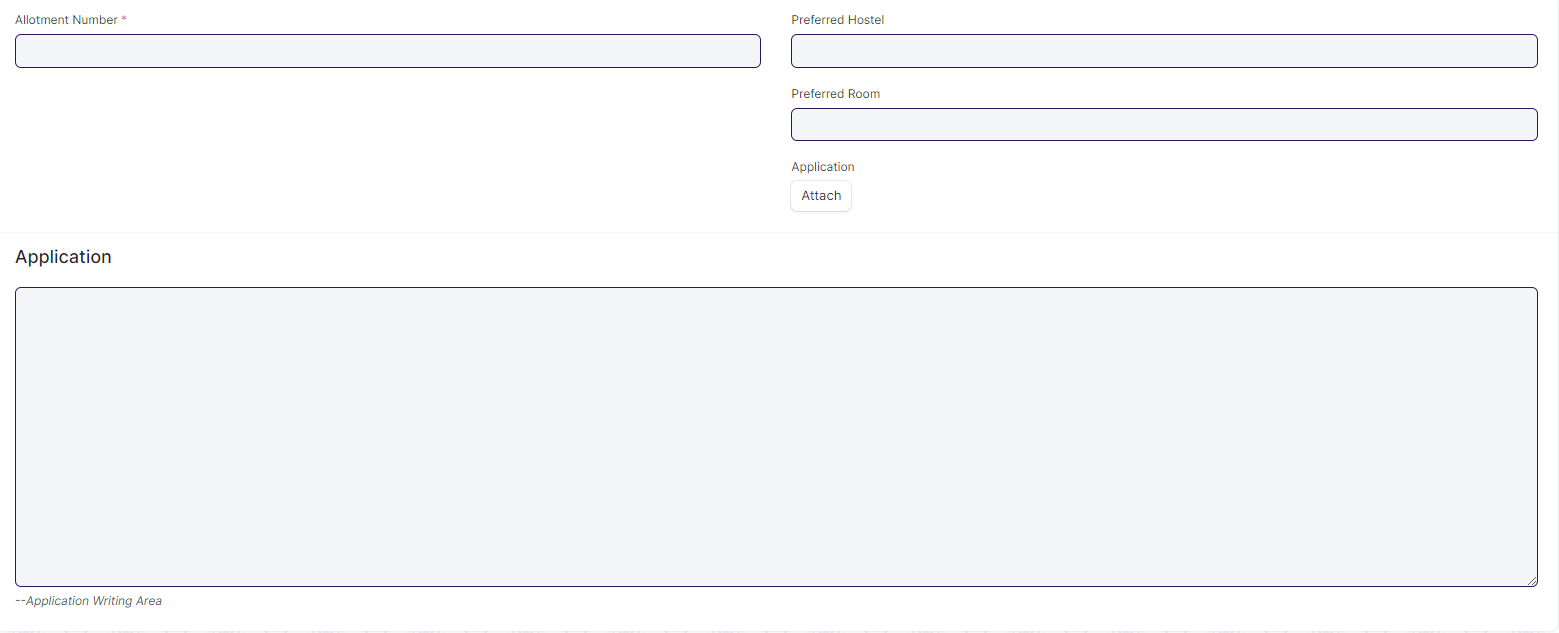 Allotment Number *
Preferred Hostel
Preferred Room
Application
Attach
Application
--Application Writing Area